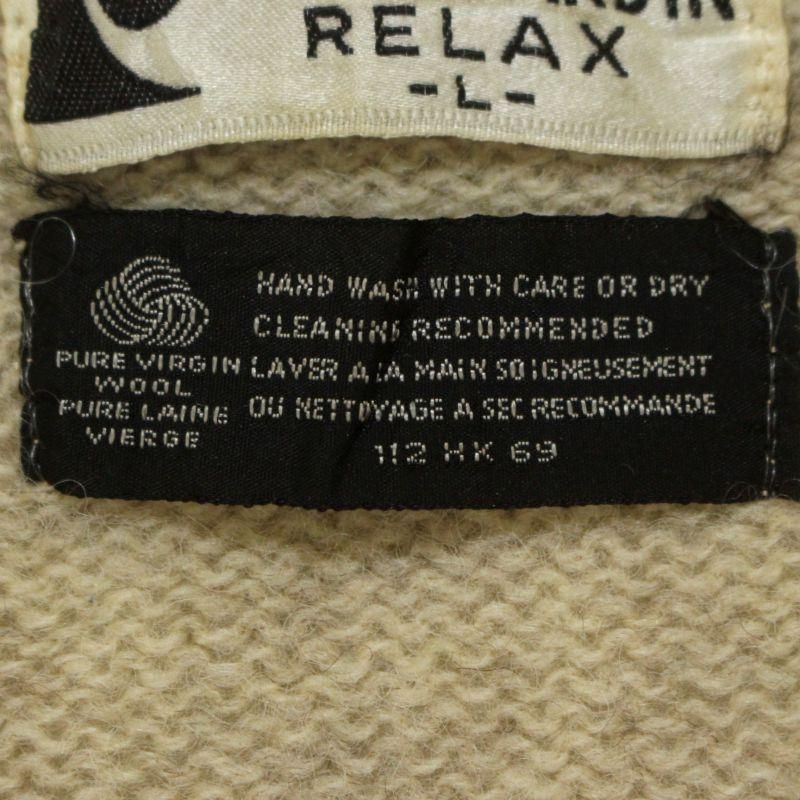 RELAX
-L-
HAND WASH WITH CARE OR DRY
CLEANING RECOMMENDED
LAVER A LA MAIN SOIGNEUSEMENT
OU NETTOYAGE A SEC RECOMMANDE
112 HK 69
PURE VIRGIN
WOOL
PURE LAINE
VIERGE